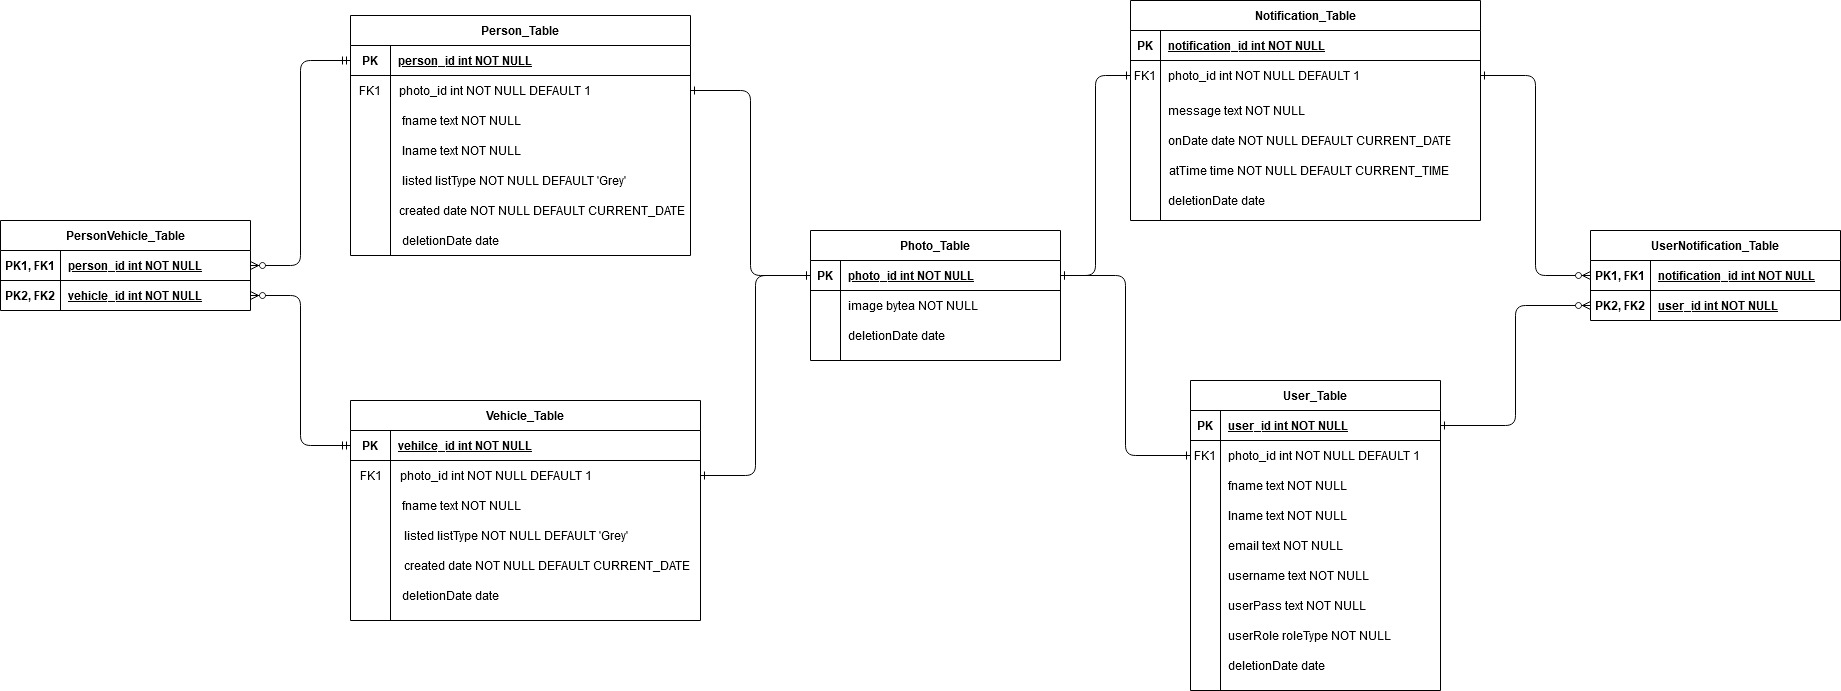 Person_Table
PK person_id int NOT NULL
FK1 photo_id int NOT NULL DEFAULT 1
fname text NOT NULL
lname text NOT NULL
listed listType NOT NULL DEFAULT 'Grey'
created date NOT NULL DEFAULT CURRENT_DATE
deletionDate date
PersonVehicle_Table
PK1, FK1 person_id int NOT NULL
PK2, FK2 vehicle_id int NOT NULL
Vehicle_Table
PK vehilce_id int NOT NULL
FK1 photo_id int NOT NULL DEFAULT 1
fname text NOT NULL
listed listType NOT NULL DEFAULT 'Grey'
created date NOT NULL DEFAULT CURRENT_DATE
deletionDate date
Photo_Table
PK photo_id int NOT NULL
image bytea NOT NULL
deletionDate date
Notification_Table
PK notification_id int NOT NULL
FK1 photo_id int NOT NULL DEFAULT 1
message text NOT NULL
onDate date NOT NULL DEFAULT CURRENT_DATE
atTime time NOT NULL DEFAULT CURRENT_TIME
deletionDate date
UserNotification_Table
PK1, FK1 notification_id int NOT NULL
PK2, FK2 user_id int NOT NULL
User_Table
PK user_id int NOT NULL
FK1 photo_id int NOT NULL DEFAULT 1
fname text NOT NULL
lname text NOT NULL
email text NOT NULL
username text NOT NULL
userPass text NOT NULL
userRole roleType NOT NULL
deletionDate date